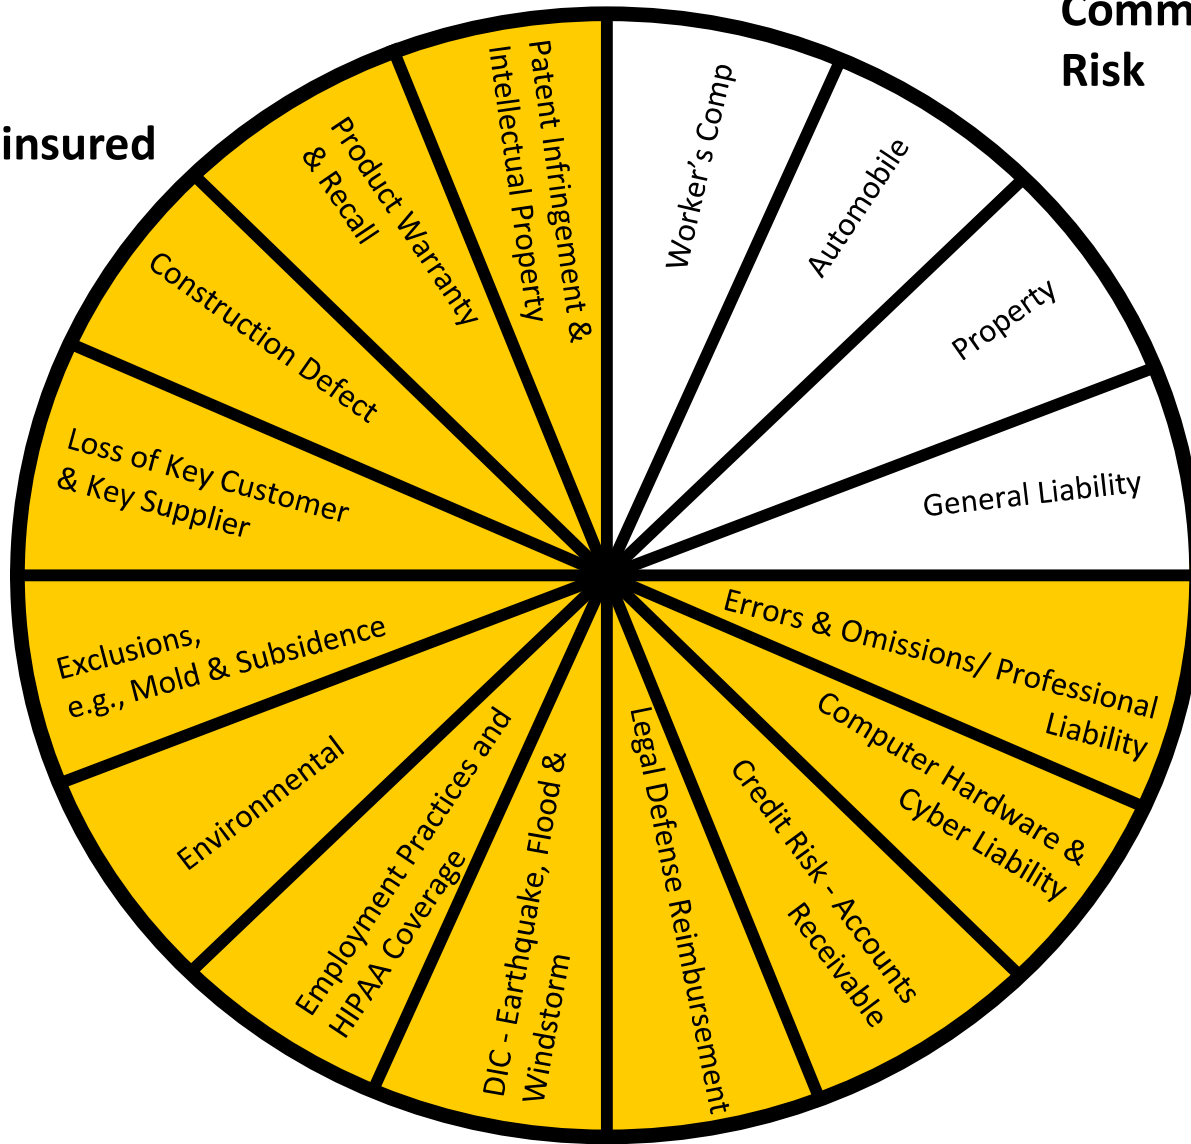 Comm
Risk
insured
Worker’s Comp
Automobile
Property
General Liability
Errors & Omissions/ Professional
Liability
Computer Hardware &
Cyber Liability
Credit Risk - Accounts
Receivable
Legal Defense Reimbursement
DIC - Earthquake, Flood &
Windstorm
Employment Practices and
HIPAA Coverage
Environmental
Exclusions,
e.g., Mold & Subsidence
Loss of Key Customer
& Key Supplier
Construction Defect
Product Warranty
& Recall
Patent Infringement &
Intellectual Property